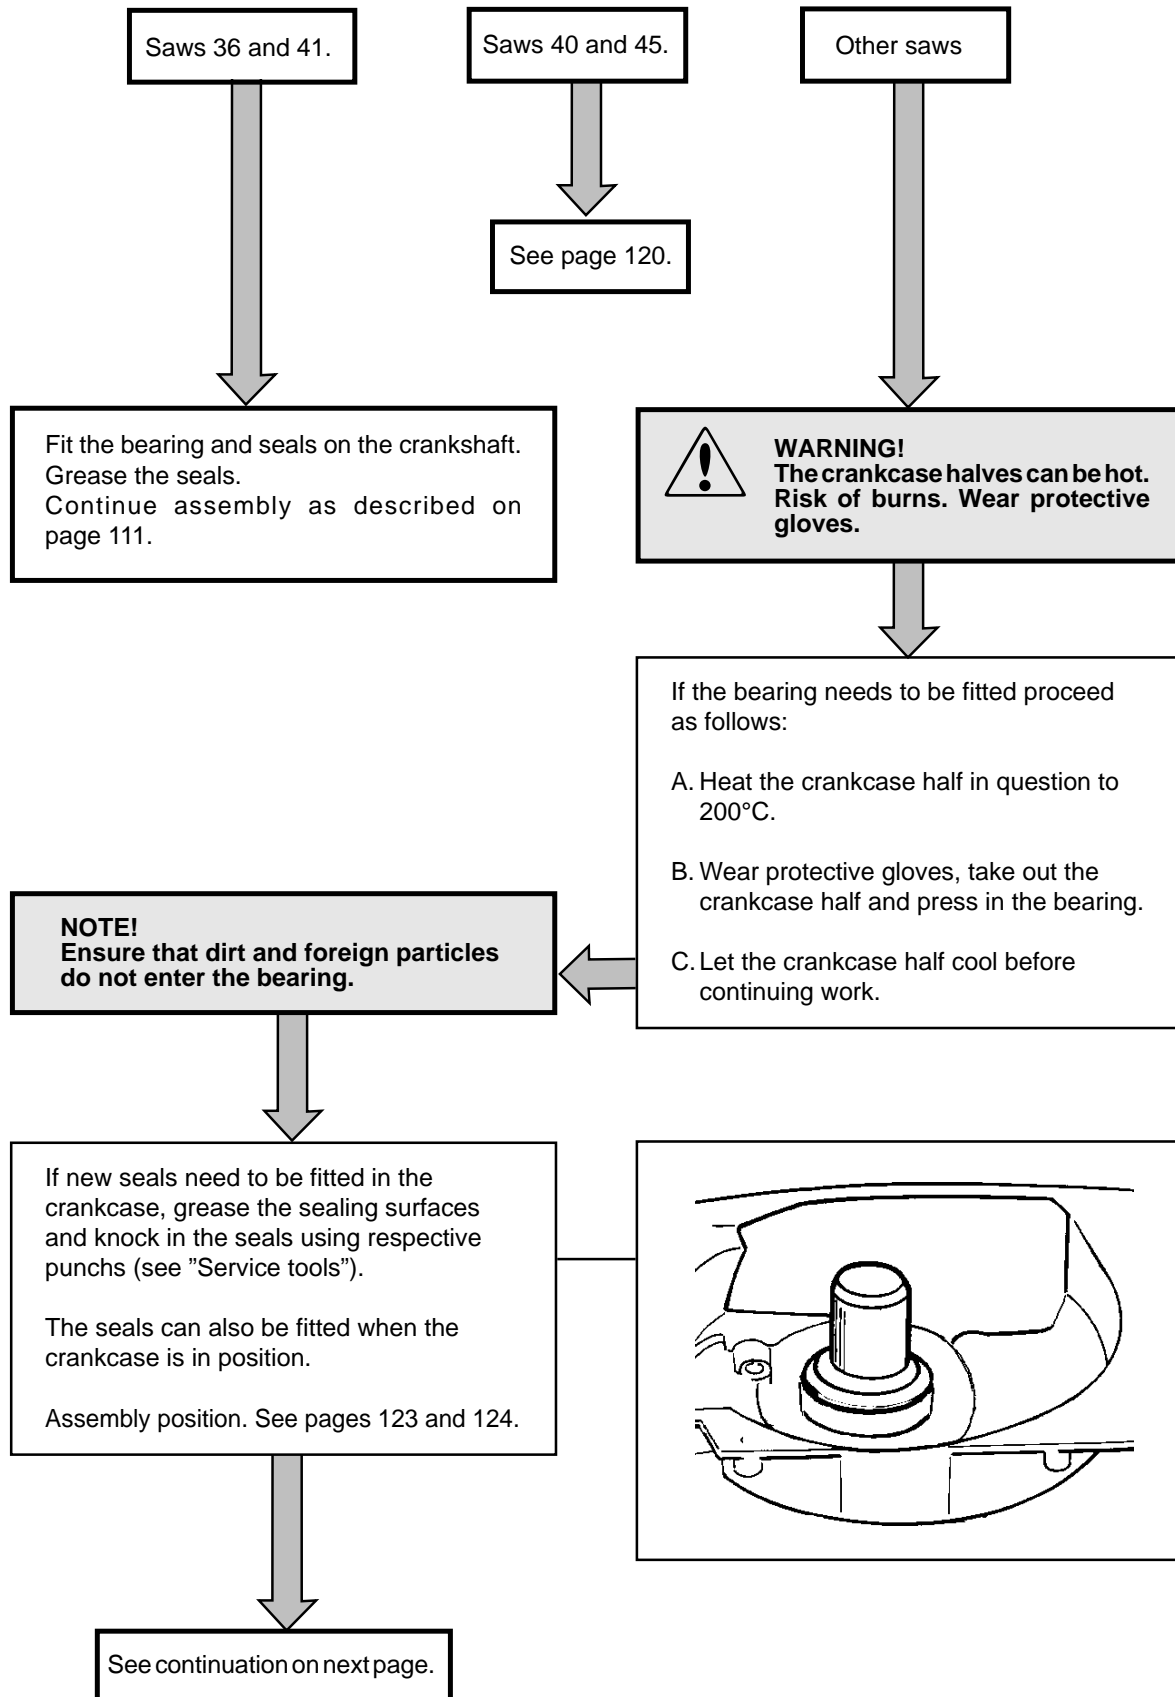 Saws 36 and 41.
Saws 40 and 45.
Other saws
See page 120.
Fit the bearing and seals on the crankshaft.
Grease the seals.
Continue assembly as described on
page 111.
WARNING!
The crankcase halves can be hot.
Risk of burns. Wear protective
gloves.
If the bearing needs to be fitted proceed
as follows:
A. Heat the crankcase half in question to
200°C.
B. Wear protective gloves, take out the
crankcase half and press in the bearing.
C. Let the crankcase half cool before
continuing work.
NOTE!
Ensure that dirt and foreign particles
do not enter the bearing.
If new seals need to be fitted in the
crankcase, grease the sealing surfaces
and knock in the seals using respective
punchs (see ”Service tools”).
The seals can also be fitted when the
crankcase is in position.
Assembly position. See pages 123 and 124.
See continuation on next page.